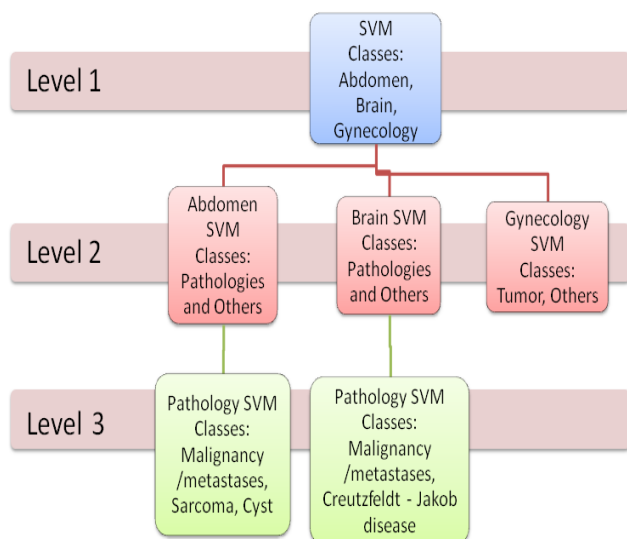 SVM
Classes:
Abdomen,
Brain,
Gynecology
Level 1
Abdomen
SVM
Classes:
Pathologies
and Others
Brain SVM
Classes:
Pathologies
and Others
Gynecology
SVM
Classes:
Tumor, Others
Level 2
Pathology SVM
Classes:
Malignancy
/metastases,
Sarcoma, Cyst
Pathology SVM
Classes:
Malignancy
/metastases,
Creutzfeldt - Jakob
disease
Level 3